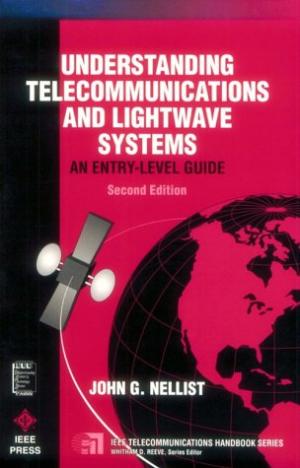 UNDERSTANDING
TELECOMMUNICATIONS
AND LIGHTWAVE
SYSTEMS
AN ENTRY-LEVEL GUIDE
Second Edition
JOHN G. NELLIST
IEEE
PRESS
IEEE TELECOMMUNICATIONS HANDBOOK SERIES
WHITHAM D. REEVE, Series Editor